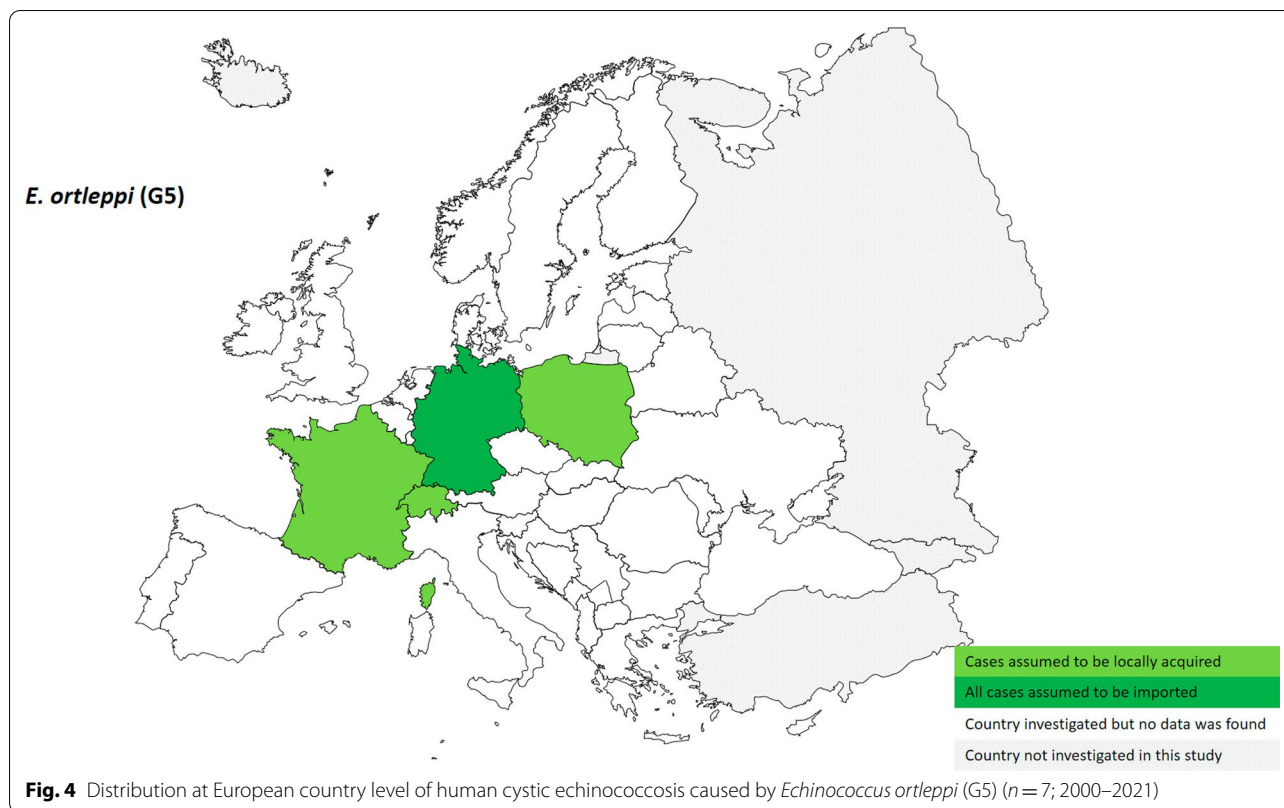 E. ortleppi (G5)
Cases assumed to be locally acquired
All cases assumed to be imported
Country investigated but no data was found
Country not investigated in this study
Fig. 4 Distribution at European country level of human cystic echinococcosis caused by Echinococcus ortleppi (G5) (n = 7; 2000–2021)